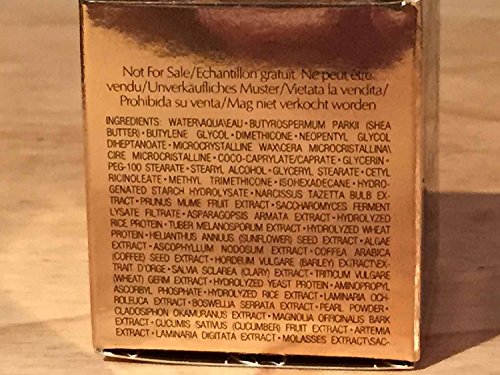 Not For Sale/Echantillon gratuit. Ne peut être
vendu/Unverkäufliches Muster/Vietata la vendita/
Prohibida su venta/Mag niet verkocht worden
INGREDIENTS: WATER\AQUA\EAU • BUTYROSPERMUM PARKII (SHEA
BUTTER) • BUTYLENE GLYCOL • DIMETHICONE • NEOPENTYL GLYCOL
DIHEPTANOATE • MICROCRYSTALLINE WAX\CERA MICROCRISTALLINA\
CIRE MICROCRISTALLINE • COCO-CAPRYLATE/CAPRATE • GLYCERIN •
PEG-100 STEARATE • STEARYL ALCOHOL • GLYCERYL STEARATE • CETYL
RICINOLEATE • METHYL TRIMETHICONE • ISOHEXADECANE • HYDRO-
GENATED STARCH HYDROLYSATE • NARCISSUS TAZETTA BULB EX-
TRACT • PRUNUS MUME FRUIT EXTRACT • SACCHAROMYCES FERMENT
LYSATE FILTRATE • ASPARAGOPSIS ARMATA EXTRACT • HYDROLYZED
RICE PROTEIN • TUBER MELANOSPORUM EXTRACT • HYDROLYZED WHEAT
PROTEIN • HELIANTHUS ANNUUS (SUNFLOWER) SEED EXTRACT • ALGAE
EXTRACT • ASCOPHYLLUM NODOSUM EXTRACT • COFFEA ARABICA
(COFFEE) SEED EXTRACT • HORDEUM VULGARE (BARLEY) EXTRACT\EX-
TRAIT D'ORGE • SALVIA SCLAREA (CLARY) EXTRACT • TRITICUM VULGARE
(WHEAT) GERM EXTRACT • HYDROLYZED YEAST PROTEIN • AMINOPROPYL
ASCORBYL PHOSPHATE • HYDROLYZED RICE EXTRACT • LAMINARIA OCH-
ROLEUCA EXTRACT • BOSWELLIA SERRATA EXTRACT • PEARL POWDER •
CLADOSIPHON OKAMURANUS EXTRACT • MAGNOLIA OFFICINALIS BARK
EXTRACT • CUCUMIS SATIVUS (CUCUMBER) FRUIT EXTRACT • ARTEMIA
EXTRACT • LAMINARIA DIGITATA EXTRACT • MOLASSES EXTRACT\SAC-